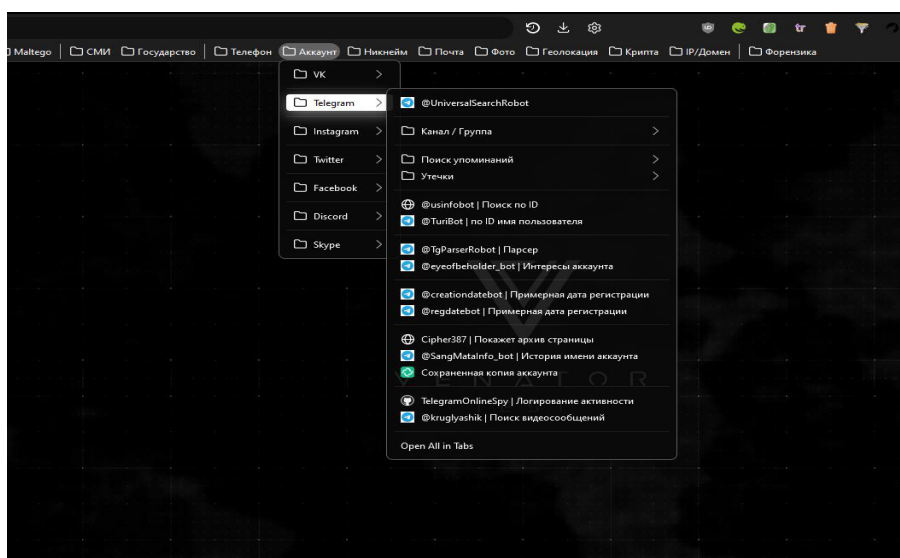 tr
Maltego СМИ Государство Телефон Аккаунт Никнейм Почта Фото Геолокация Крипта IP/Домен Форензика
VK
Telegram
Instagram
Twitter
Facebook
Discord
Skype
@UniversalSearchRobot
Канал / Группа
Поиск упоминаний
Утечки
@usinfobot | Поиск по ID
@TuriBot | по ID имя пользователя
@TgParserRobot | Парсер
@eyeofbeholder_bot | Интересы аккаунта
@creationdatebot | Примерная дата регистрации
@regdatebot | Примерная дата регистрации
Cipher387 | Покажет архив страницы
@SangMataInfo_bot | История имени аккаунта
Сохраненная копия аккаунта
TelegramOnlineSpy | Логирование активности
@kruglyashik | Поиск видеосообщений
Open All in Tabs
VENATOR